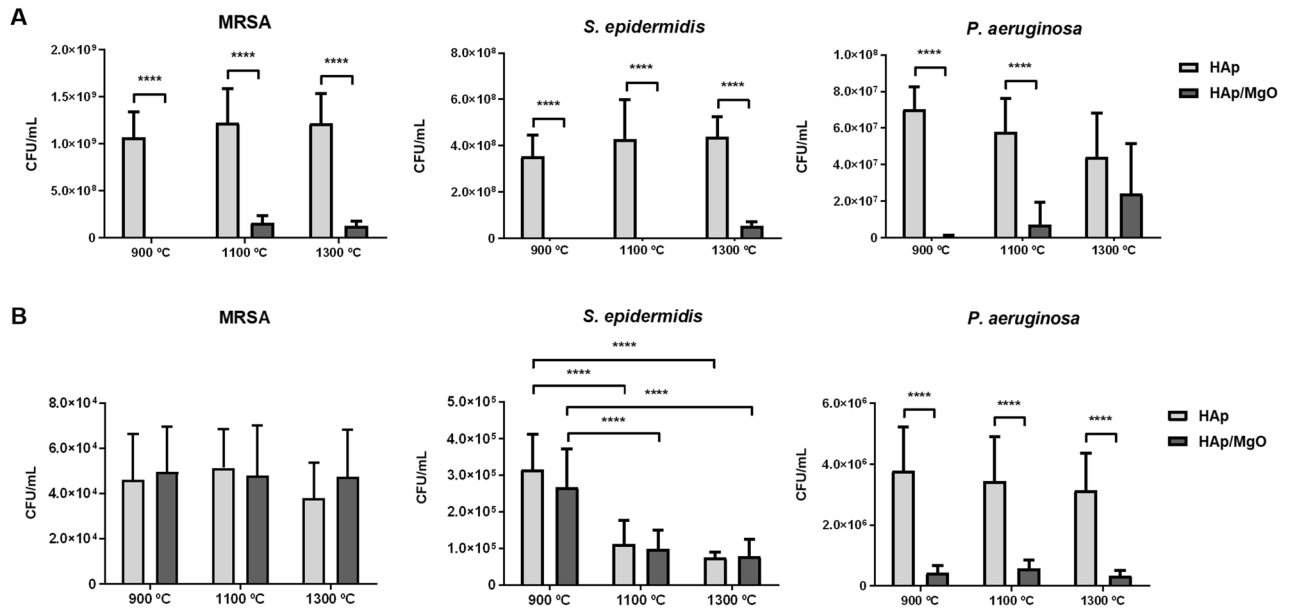 A
MRSA
S. epidermidis
P. aeruginosa
2.0×10⁹
1.5×10⁹
1.0×10⁹
5.0×10⁸
0
CFU/mL
****
****
****
900 ºC
1100 ºC
1300 ºC
8.0×10⁸
6.0×10⁸
4.0×10⁸
2.0×10⁸
0
CFU/mL
****
****
****
900 ºC
1100 ºC
1300 ºC
1.0×10⁸
8.0×10⁷
6.0×10⁷
4.0×10⁷
2.0×10⁷
0
CFU/mL
****
****
900 ºC
1100 ºC
1300 ºC
HAp
HAp/MgO
B
MRSA
S. epidermidis
P. aeruginosa
8.0×10⁴
6.0×10⁴
4.0×10⁴
2.0×10⁴
0
CFU/mL
900 ºC
1100 ºC
1300 ºC
****
****
****
****
5.0×10⁵
4.0×10⁵
3.0×10⁵
2.0×10⁵
1.0×10⁵
0
CFU/mL
900 ºC
1100 ºC
1300 ºC
6.0×10⁶
4.0×10⁶
2.0×10⁶
0
CFU/mL
****
****
****
900 ºC
1100 ºC
1300 ºC
HAp
HAp/MgO